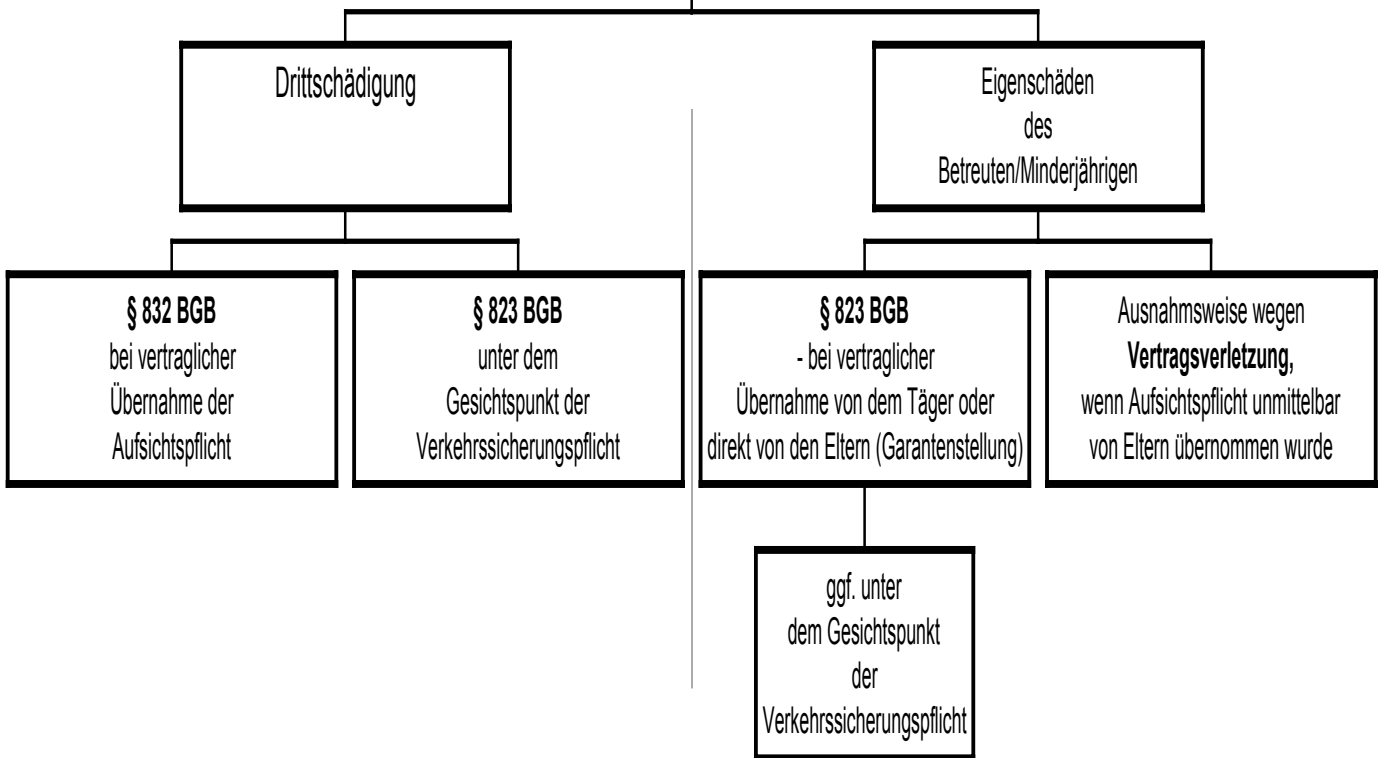 Drittschädigung
Eigenschäden
des
Betreuten/Minderjährigen
§ 832 BGB
bei vertraglicher
Übernahme der
Aufsichtspflicht
§ 823 BGB
unter dem
Gesichtspunkt der
Verkehrssicherungspflicht
§ 823 BGB
- bei vertraglicher
Übernahme von dem Täger oder
direkt von den Eltern (Garantenstellung)
Ausnahmsweise wegen
Vertragsverletzung,
wenn Aufsichtspflicht unmittelbar
von Eltern übernommen wurde
ggf. unter
dem Gesichtspunkt
der
Verkehrssicherungspflicht